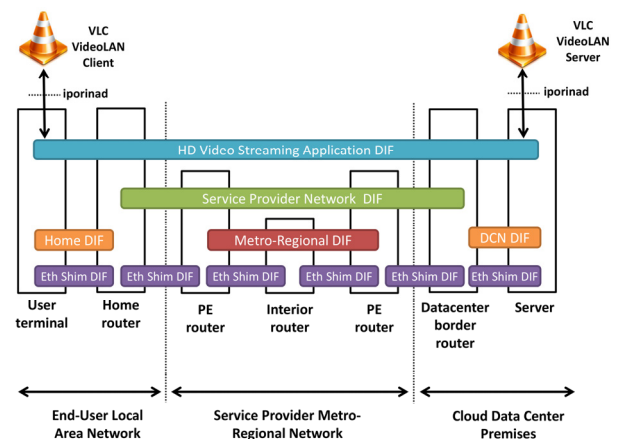 VLC
VideoLAN
Client
VLC
VideoLAN
Server
iporinad
iporinad
HD Video Streaming Application DIF
Service Provider Network DIF
Home DIF
Metro-Regional DIF
DCN DIF
Eth Shim DIF
Eth Shim DIF
Eth Shim DIF
Eth Shim DIF
Eth Shim DIF
Eth Shim DIF
User
terminal
Home
router
PE
router
Interior
router
PE
router
Datacenter
border
router
Server
End-User Local
Area Network
Service Provider Metro-
Regional Network
Cloud Data Center
Premises